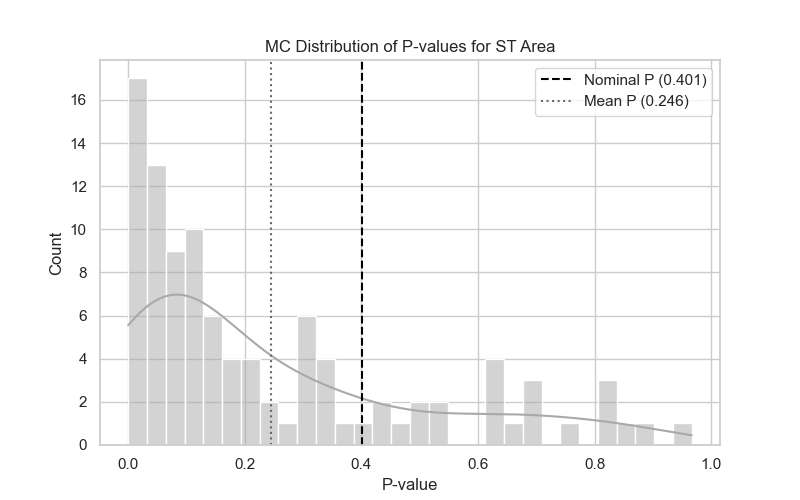 MC Distribution of P-values for ST Area
Nominal P (0.401)
Mean P (0.246)
Count
16
14
12
10
8
6
4
2
0
0.0 0.2 0.4 0.6 0.8 1.0
P-value